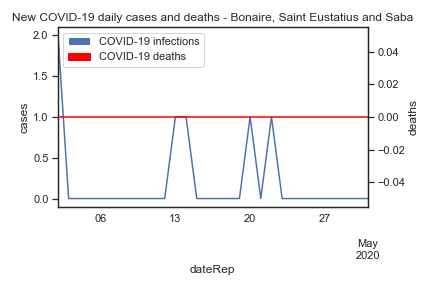 New COVID-19 daily cases and deaths - Bonaire, Saint Eustatius and Saba
COVID-19 infections
COVID-19 deaths
cases
2.0
1.5
1.0
0.5
0.0
deaths
0.04
0.02
0.00
−0.02
−0.04
06 13 20 27
May
2020
dateRep